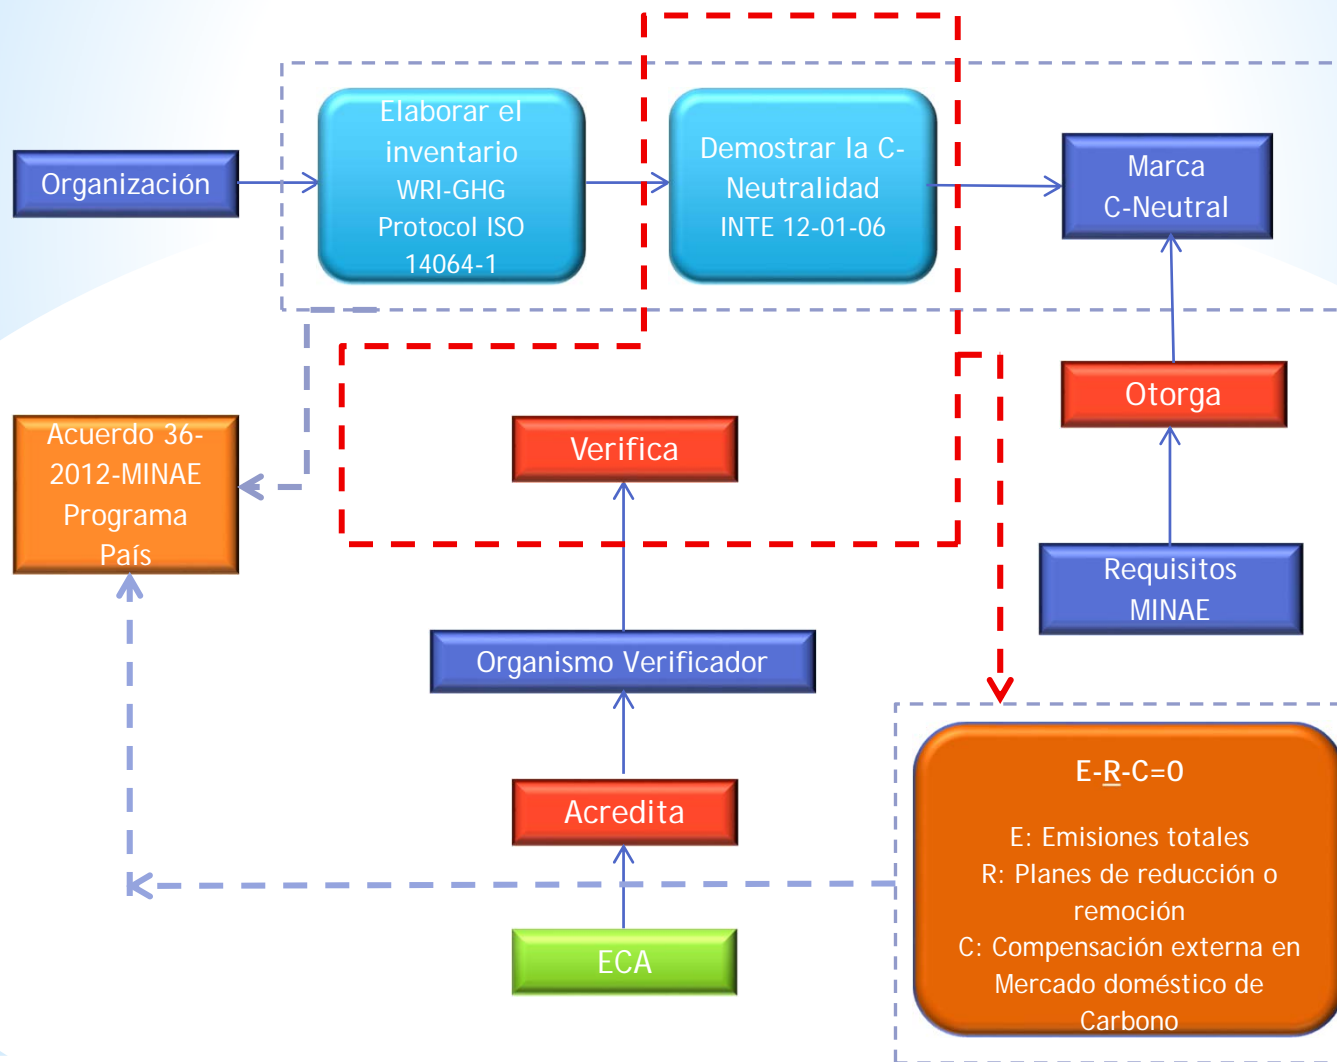 Organización
Elaborar el
inventario
WRI-GHG
Protocol ISO
14064-1
Demostrar la C-
Neutralidad
INTE 12-01-06
Marca
C-Neutral
Otorga
Requisitos
MINAE
Acuerdo 36-
2012-MINAE
Programa
País
Verifica
Organismo Verificador
Acredita
ECA
E-R-C=0
E: Emisiones totales
R: Planes de reducción o
remoción
C: Compensación externa en
Mercado doméstico de
Carbono